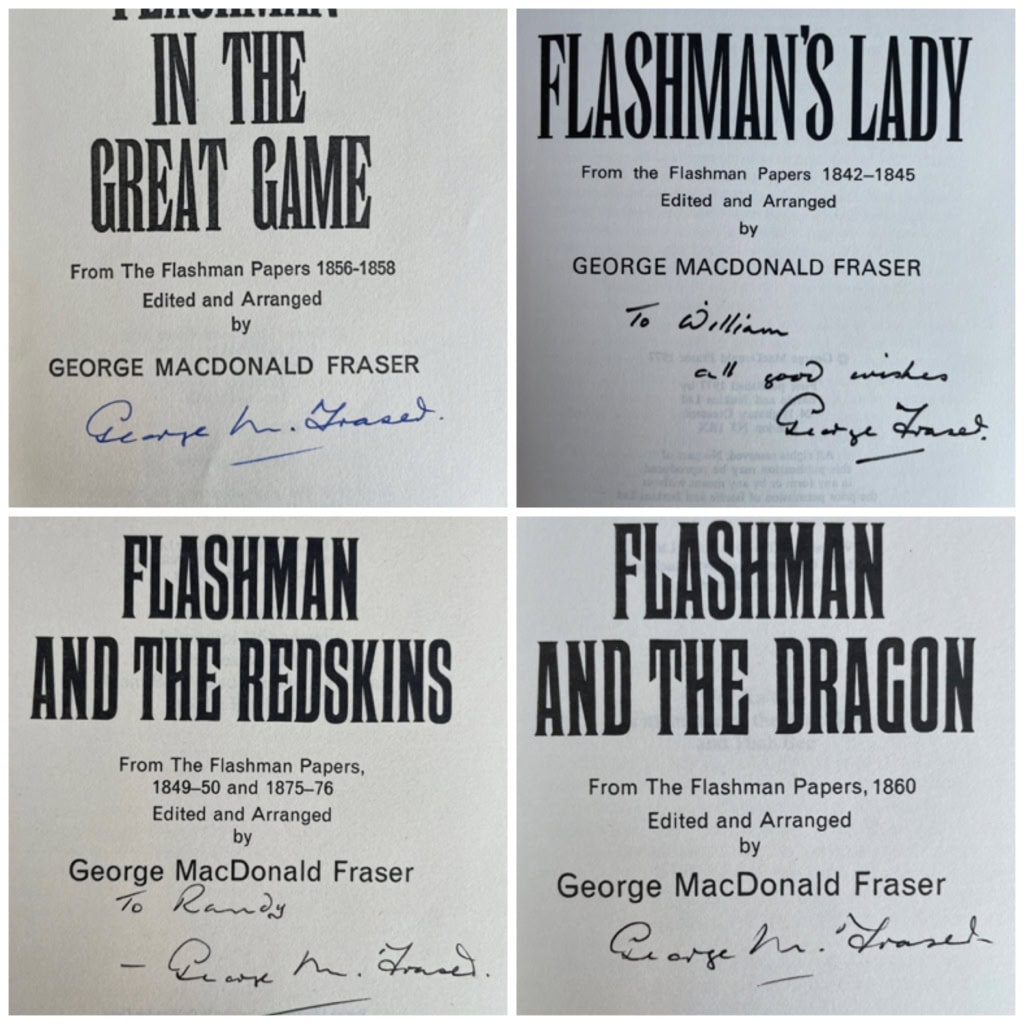 FLASHMAN
IN THE
GREAT GAME
From The Flashman Papers 1856-1858
Edited and Arranged
by
GEORGE MACDONALD FRASER
George M. Fraser.
FLASHMAN'S LADY
From the Flashman Papers 1842–1845
Edited and Arranged
by
GEORGE MACDONALD FRASER
To William
all good wishes
George Fraser.
FLASHMAN
AND THE REDSKINS
From The Flashman Papers,
1849–50 and 1875–76
Edited and Arranged
by
George MacDonald Fraser
To Randy
– George M. Fraser.
FLASHMAN
AND THE DRAGON
From The Flashman Papers, 1860
Edited and Arranged
by
George MacDonald Fraser
George M. Fraser